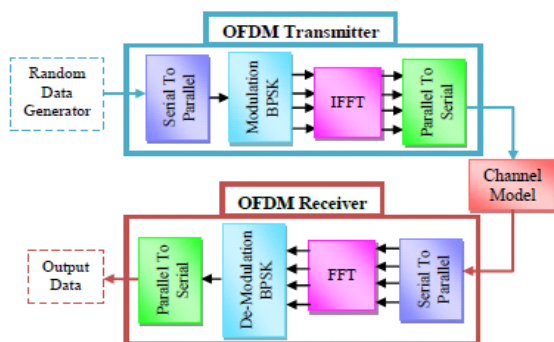 OFDM Transmitter
Random
Data
Generator
Serial To
Parallel
Modulation
BPSK
IFFT
Parallel To
Serial
Channel
Model
OFDM Receiver
Output
Data
Parallel To
Serial
De-Modulation
BPSK
FFT
Serial To
Parallel